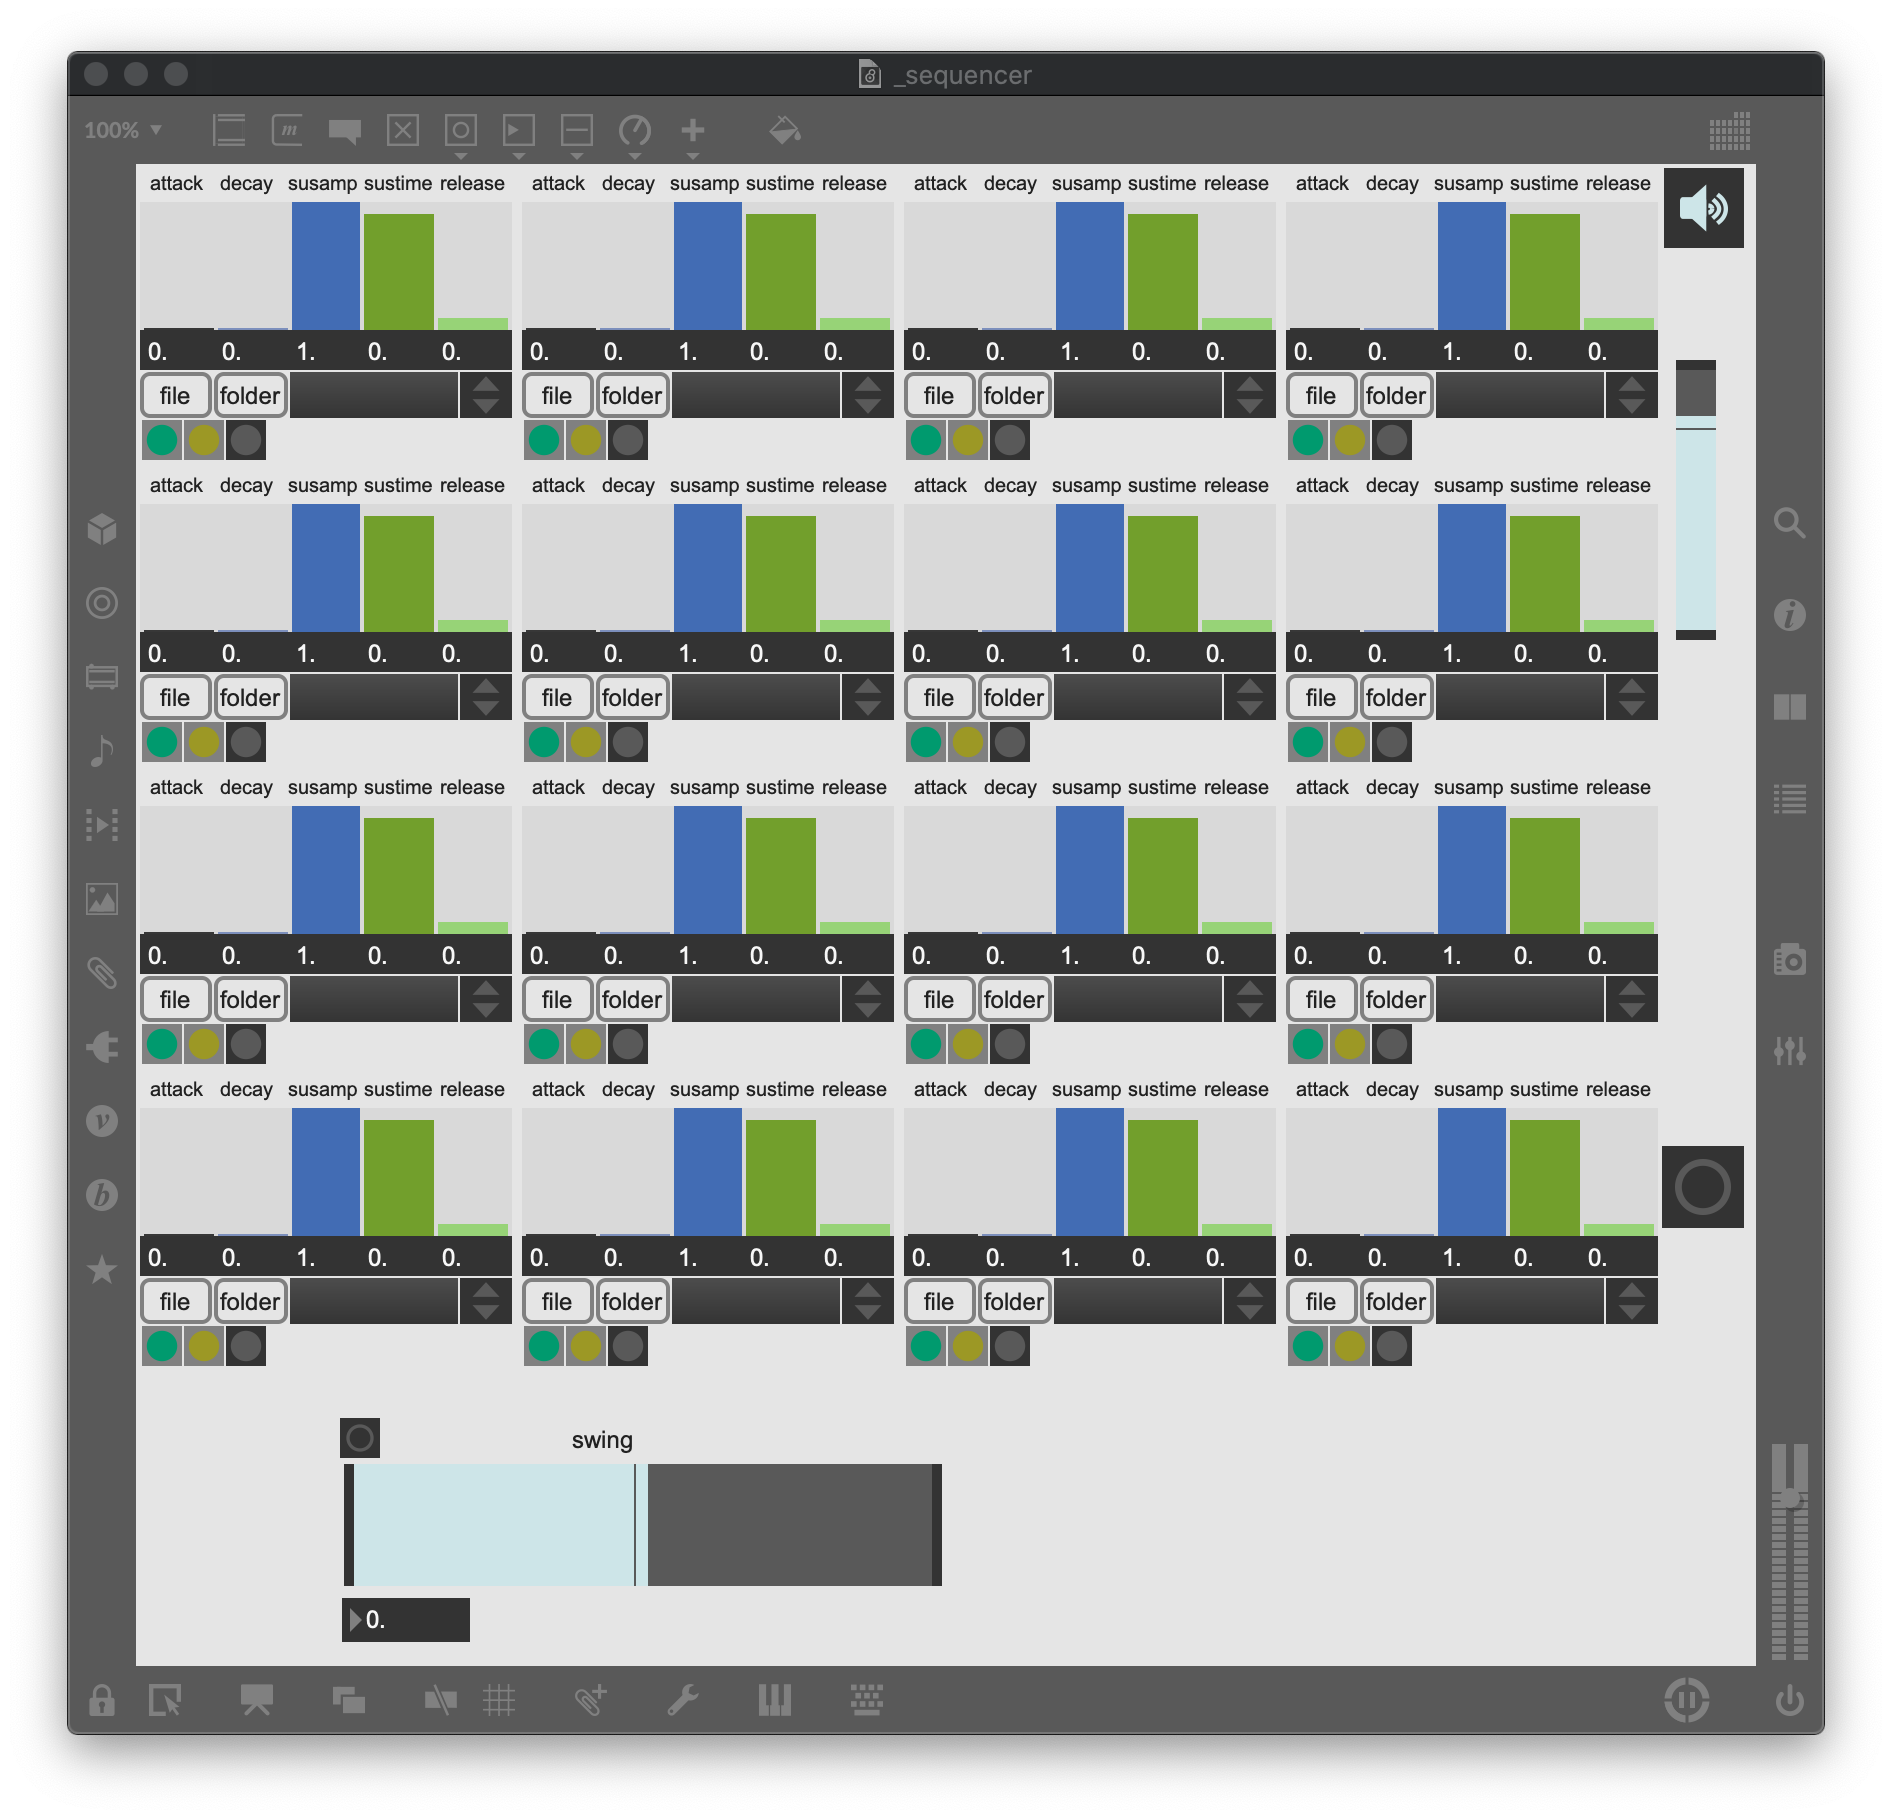 _sequencer
100%
attack decay susamp sustime release attack decay susamp sustime release attack decay susamp sustime release attack decay susamp sustime release
0. 0. 1. 0. 0. 0. 0. 1. 0. 0. 0. 0. 1. 0. 0. 0. 0. 1. 0. 0.
file folder file folder file folder file folder
attack decay susamp sustime release attack decay susamp sustime release attack decay susamp sustime release attack decay susamp sustime release
0. 0. 1. 0. 0. 0. 0. 1. 0. 0. 0. 0. 1. 0. 0. 0. 0. 1. 0. 0.
file folder file folder file folder file folder
attack decay susamp sustime release attack decay susamp sustime release attack decay susamp sustime release attack decay susamp sustime release
0. 0. 1. 0. 0. 0. 0. 1. 0. 0. 0. 0. 1. 0. 0. 0. 0. 1. 0. 0.
file folder file folder file folder file folder
attack decay susamp sustime release attack decay susamp sustime release attack decay susamp sustime release attack decay susamp sustime release
0. 0. 1. 0. 0. 0. 0. 1. 0. 0. 0. 0. 1. 0. 0. 0. 0. 1. 0. 0.
file folder file folder file folder file folder
swing
0.